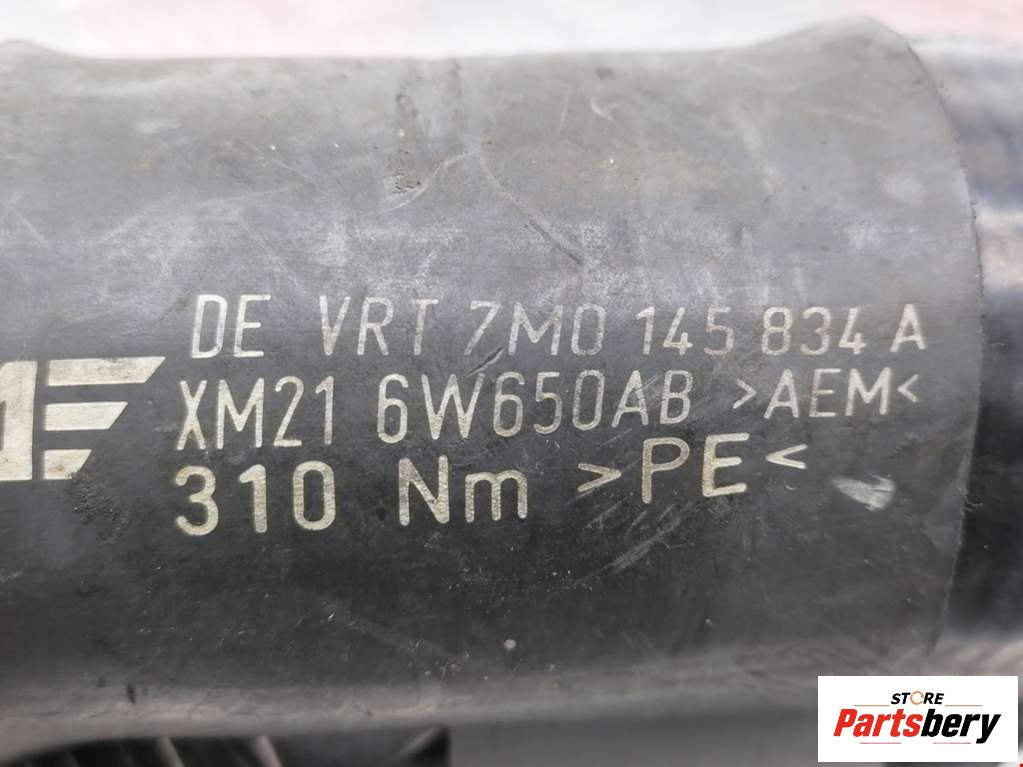 DE VRT 7M0 145 834 A
XM21 6W650AB >AEM<
310 Nm >PE<
STORE
Partsbery